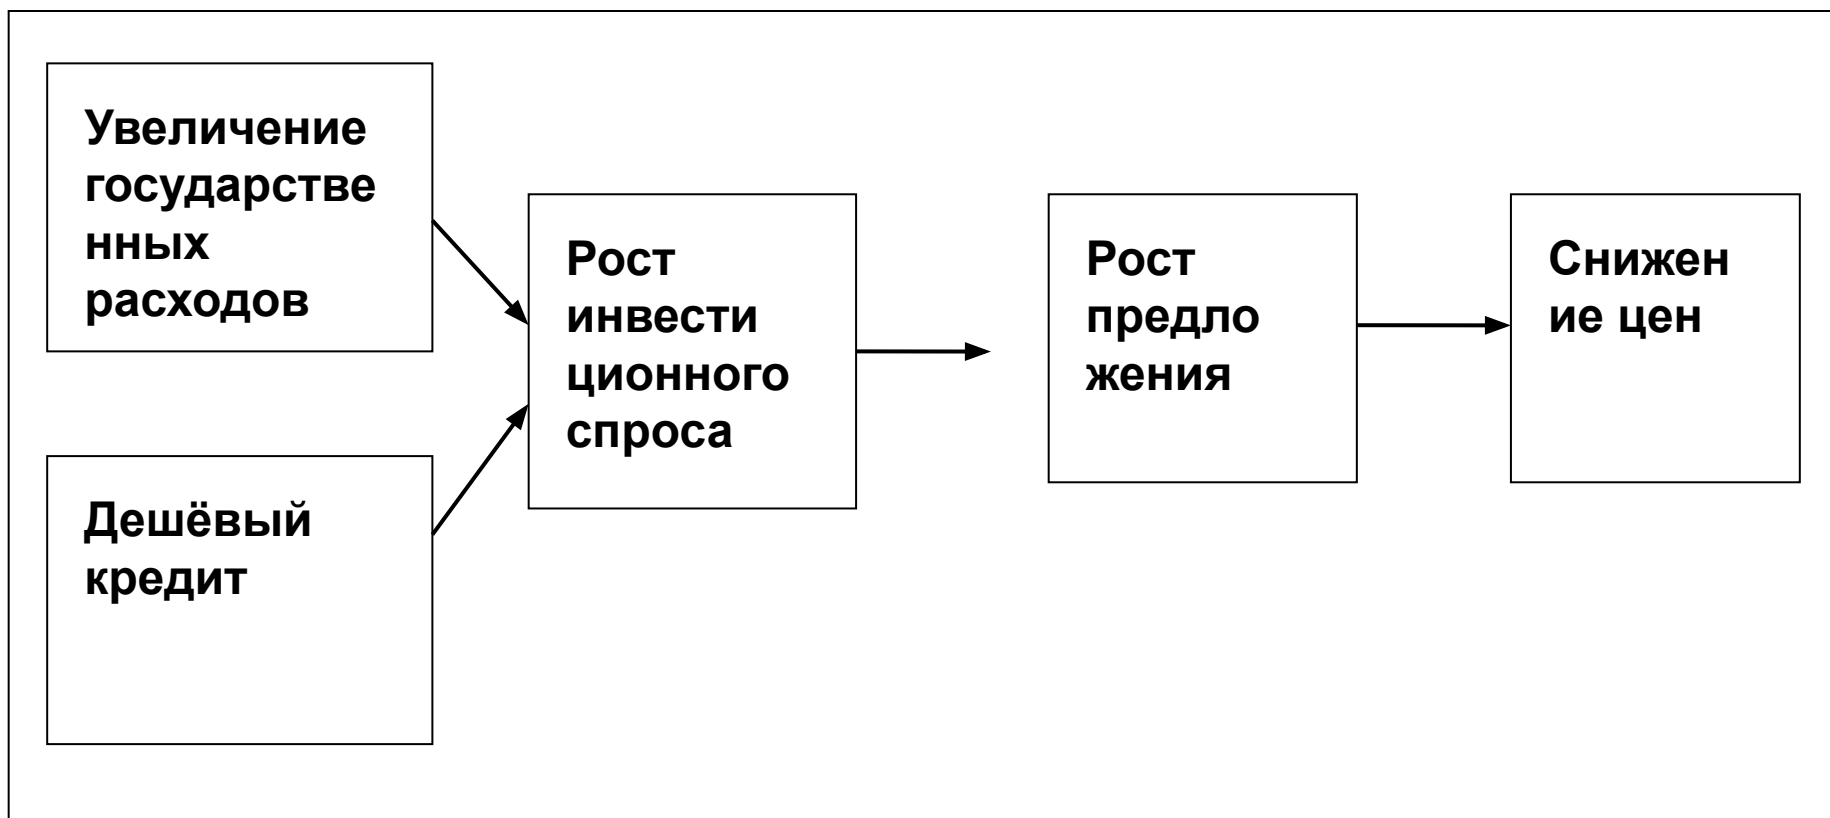 Увеличение
государстве
нных
расходов
Дешёвый
кредит
Рост
инвести
ционного
спроса
Рост
предло
жения
Снижен
ие цен